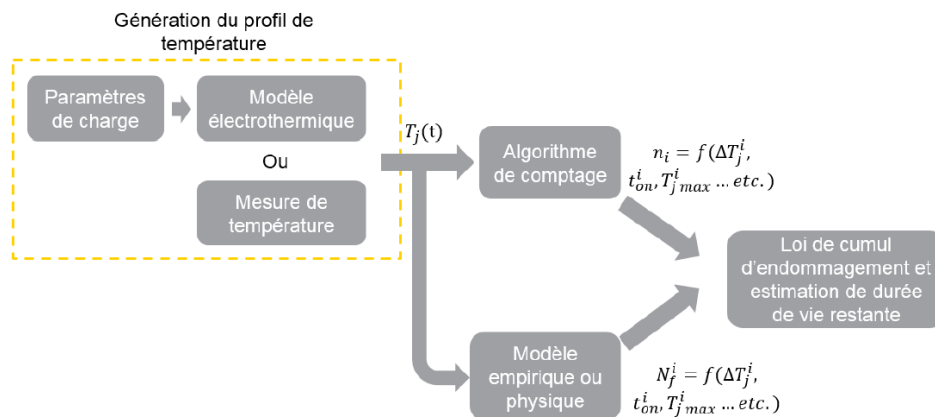 Génération du profil de
température
Paramètres
de charge
Modèle
électrothermique
Ou
Mesure de
température
T_j(t)
Algorithme
de comptage
n_i = f(ΔT_j^i,
t_on^i, T_j max^i … etc.)
Loi de cumul
d'endommagement et
estimation de durée
de vie restante
Modèle
empirique ou
physique
N_f^i = f(ΔT_j^i,
t_on^i, T_j max^i … etc.)